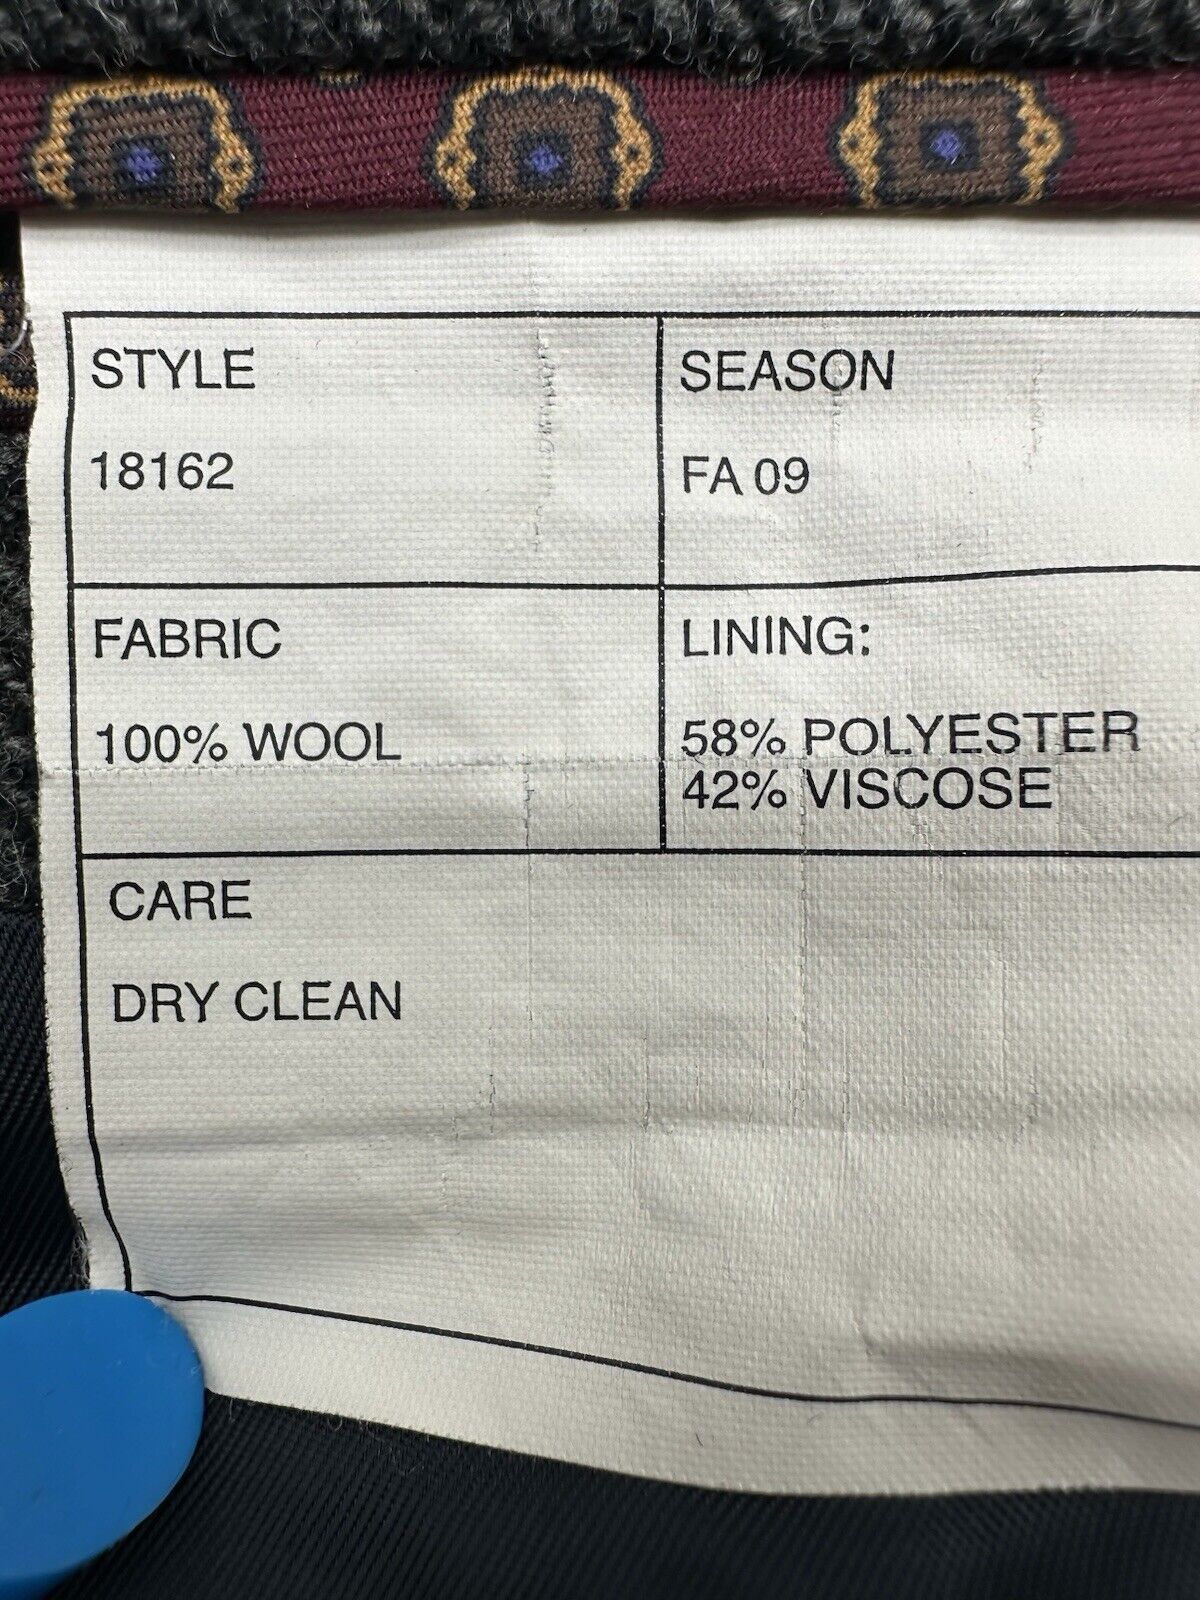 STYLE
18162
SEASON
FA 09
FABRIC
100% WOOL
LINING:
58% POLYESTER
42% VISCOSE
CARE
DRY CLEAN